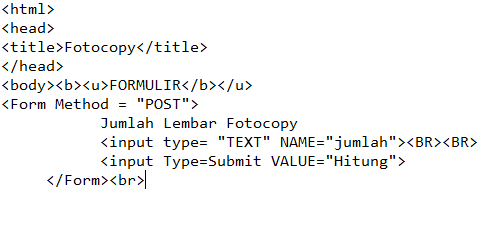 <html>
<head>
<title>Fotocopy</title>
</head>
<body><b><u>FORMULIR</b></u>
<Form Method = "POST">
Jumlah Lembar Fotocopy
<input type= "TEXT" NAME="jumlah"><BR><BR>
<input Type=Submit VALUE="Hitung">
</Form><br>